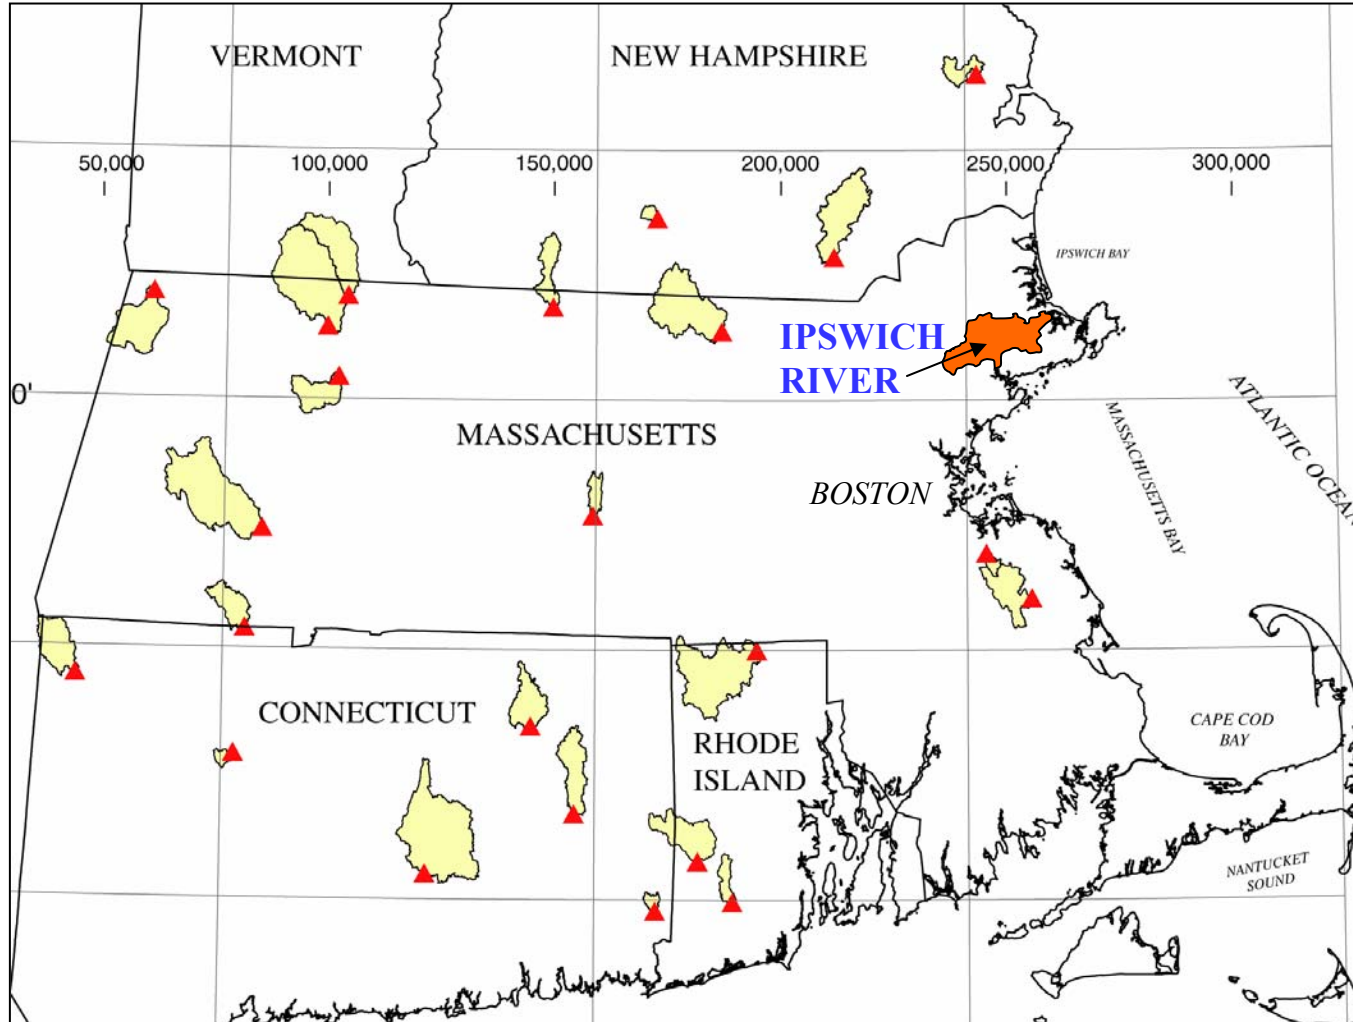 VERMONT
NEW HAMPSHIRE
50,000
100,000
150,000
200,000
250,000
300,000
IPSWICH BAY
IPSWICH
RIVER
0'
MASSACHUSETTS
BOSTON
MASSACHUSETTS BAY
ATLANTIC OCEAN
CONNECTICUT
RHODE
ISLAND
CAPE COD
BAY
NANTUCKET
SOUND